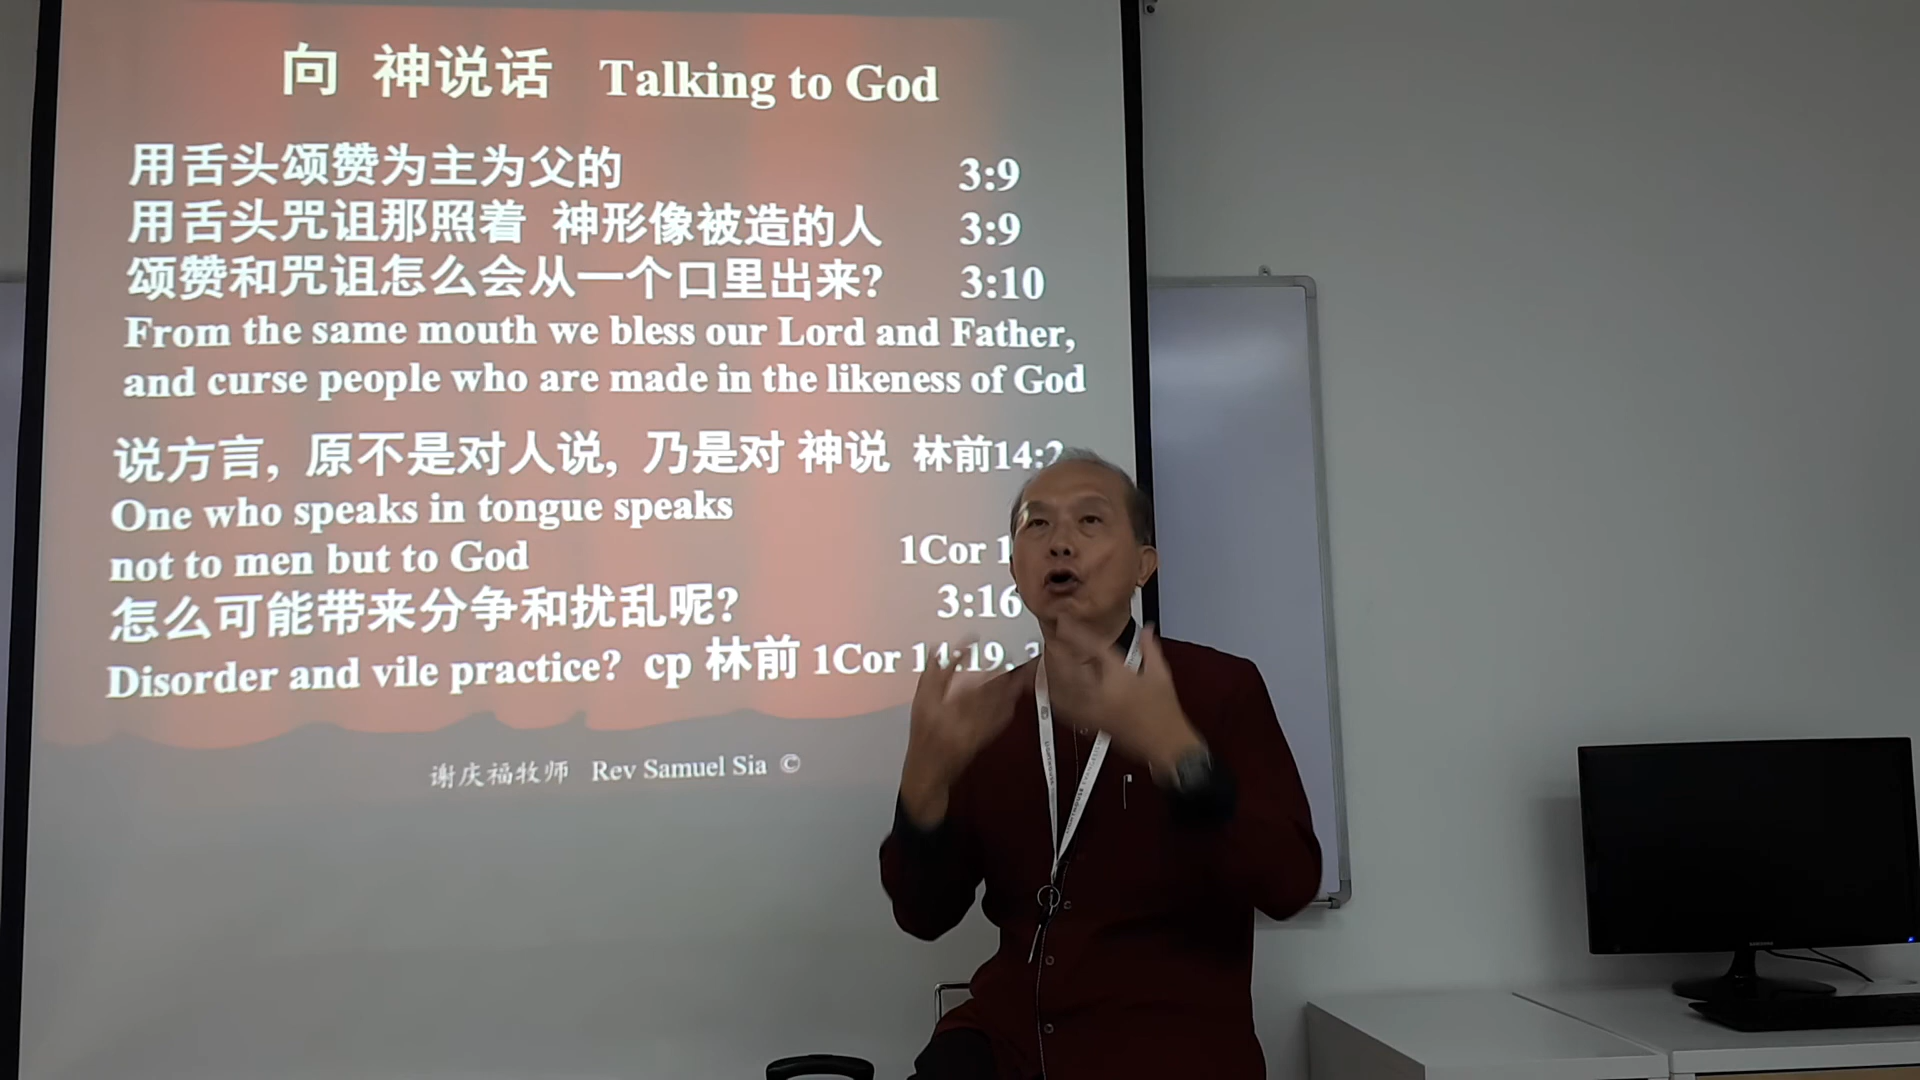 向 神说话 Talking to God
用舌头颂赞为主为父的 3:9
用舌头咒诅那照着 神形像被造的人 3:9
颂赞和咒诅怎么会从一个口里出来? 3:10
From the same mouth we bless our Lord and Father,
and curse people who are made in the likeness of God
说方言, 原不是对人说, 乃是对 神说 林前14:2
One who speaks in tongue speaks
not to men but to God 1Cor
怎么可能带来分争和扰乱呢? 3:16
Disorder and vile practice? cp 林前 1Cor 14:19,
谢庆福牧师 Rev Samuel Sia ©